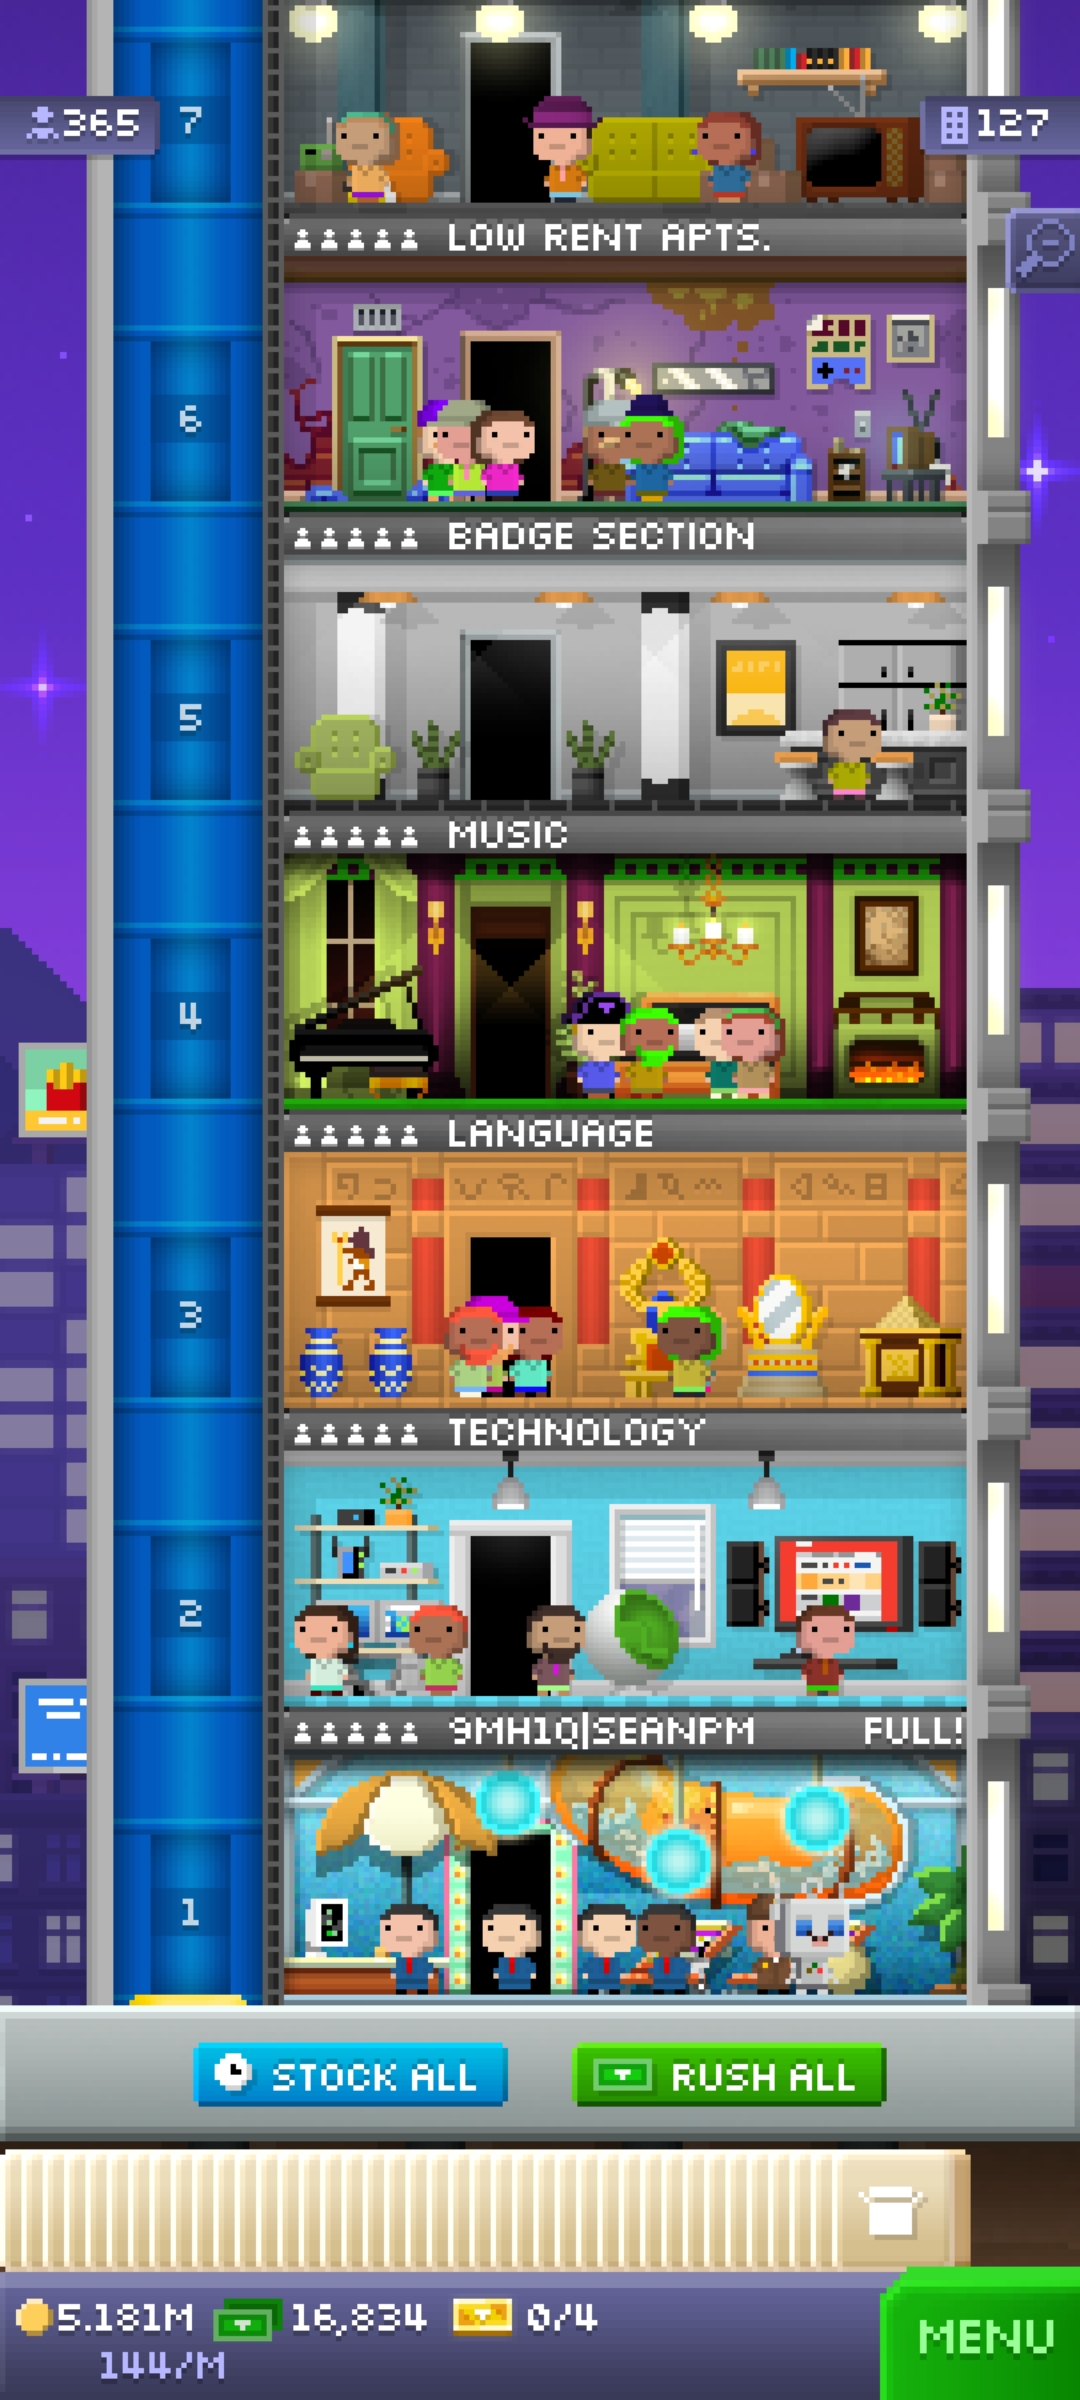 365
7
127
LOW RENT APTS.
6
BADGE SECTION
5
MUSIC
4
LANGUAGE
3
TECHNOLOGY
2
9MH1Q|SEANPM FULL!
1
STOCK ALL
RUSH ALL
5.181M 16,834 0/4
144/M
MENU